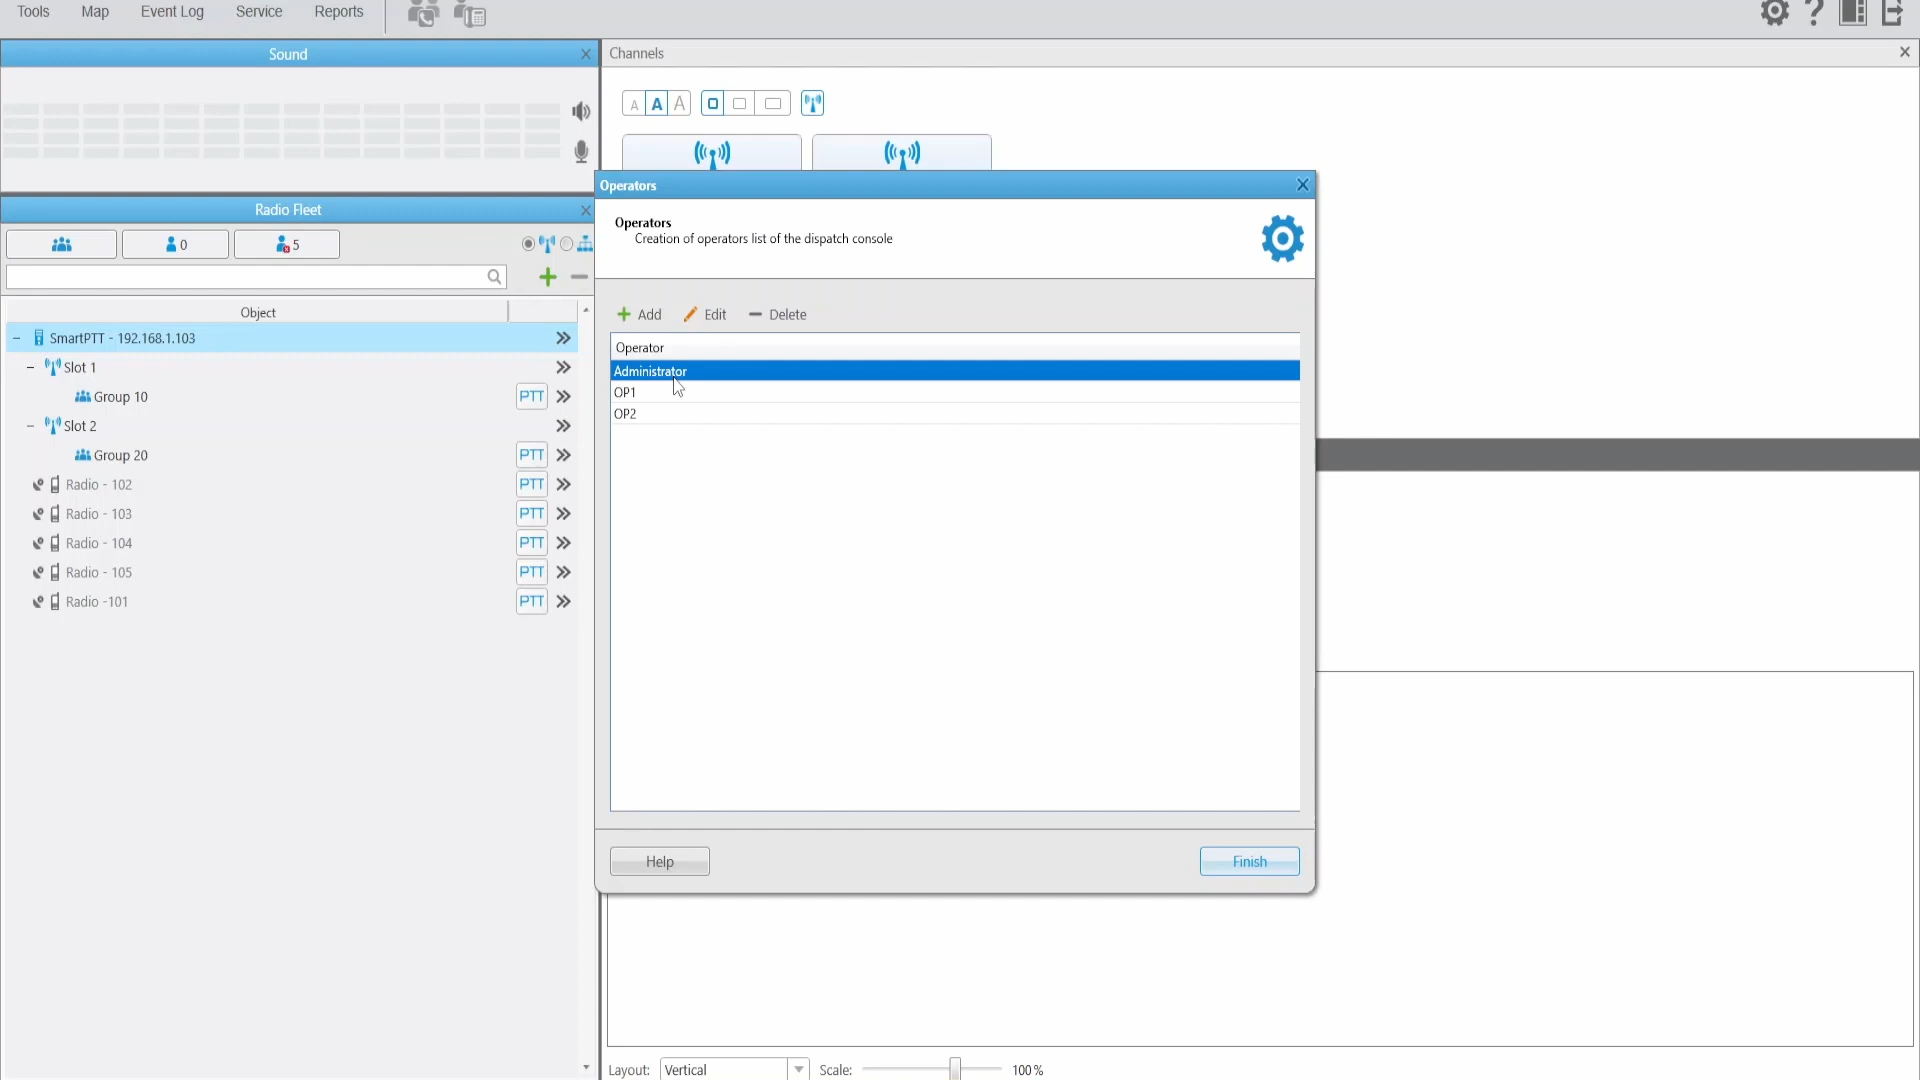 Tools Map Event Log Service Reports
Sound
Channels
A A A
Radio Fleet
0 5
Object
SmartPTT - 192.168.1.103
Slot 1
Group 10 PTT
Slot 2
Group 20 PTT
Radio - 102 PTT
Radio - 103 PTT
Radio - 104 PTT
Radio - 105 PTT
Radio -101 PTT
Operators
Operators
Creation of operators list of the dispatch console
Add Edit Delete
Operator
Administrator
OP1
OP2
Help Finish
Layout: Vertical Scale: 100 %